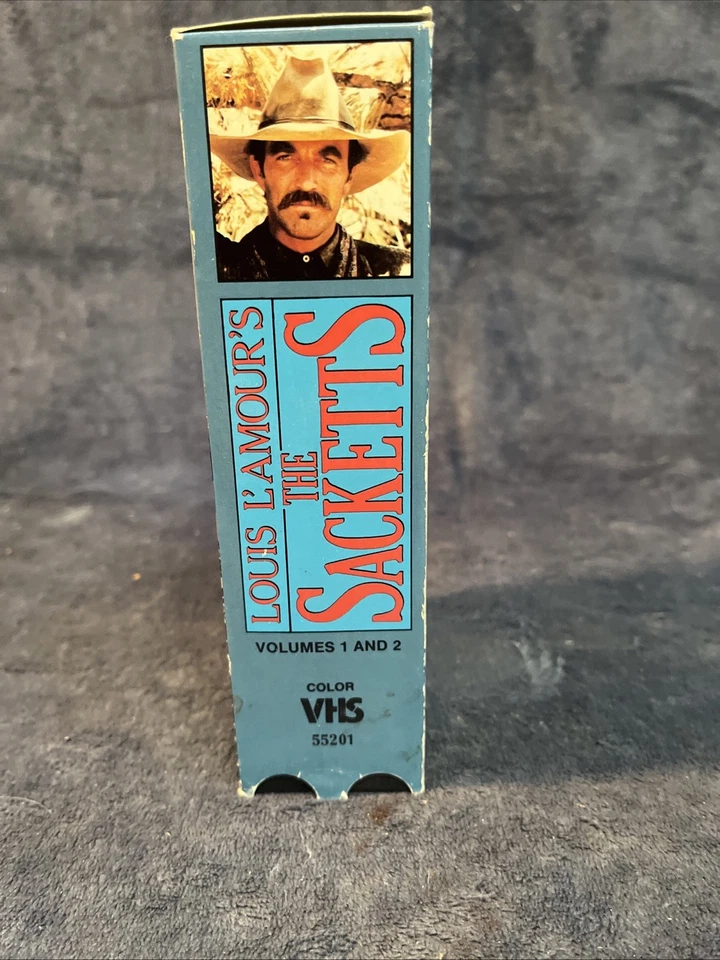 LOUIS L'AMOUR'S
THE
SACKETTS
VOLUMES 1 AND 2
COLOR
VHS
55201